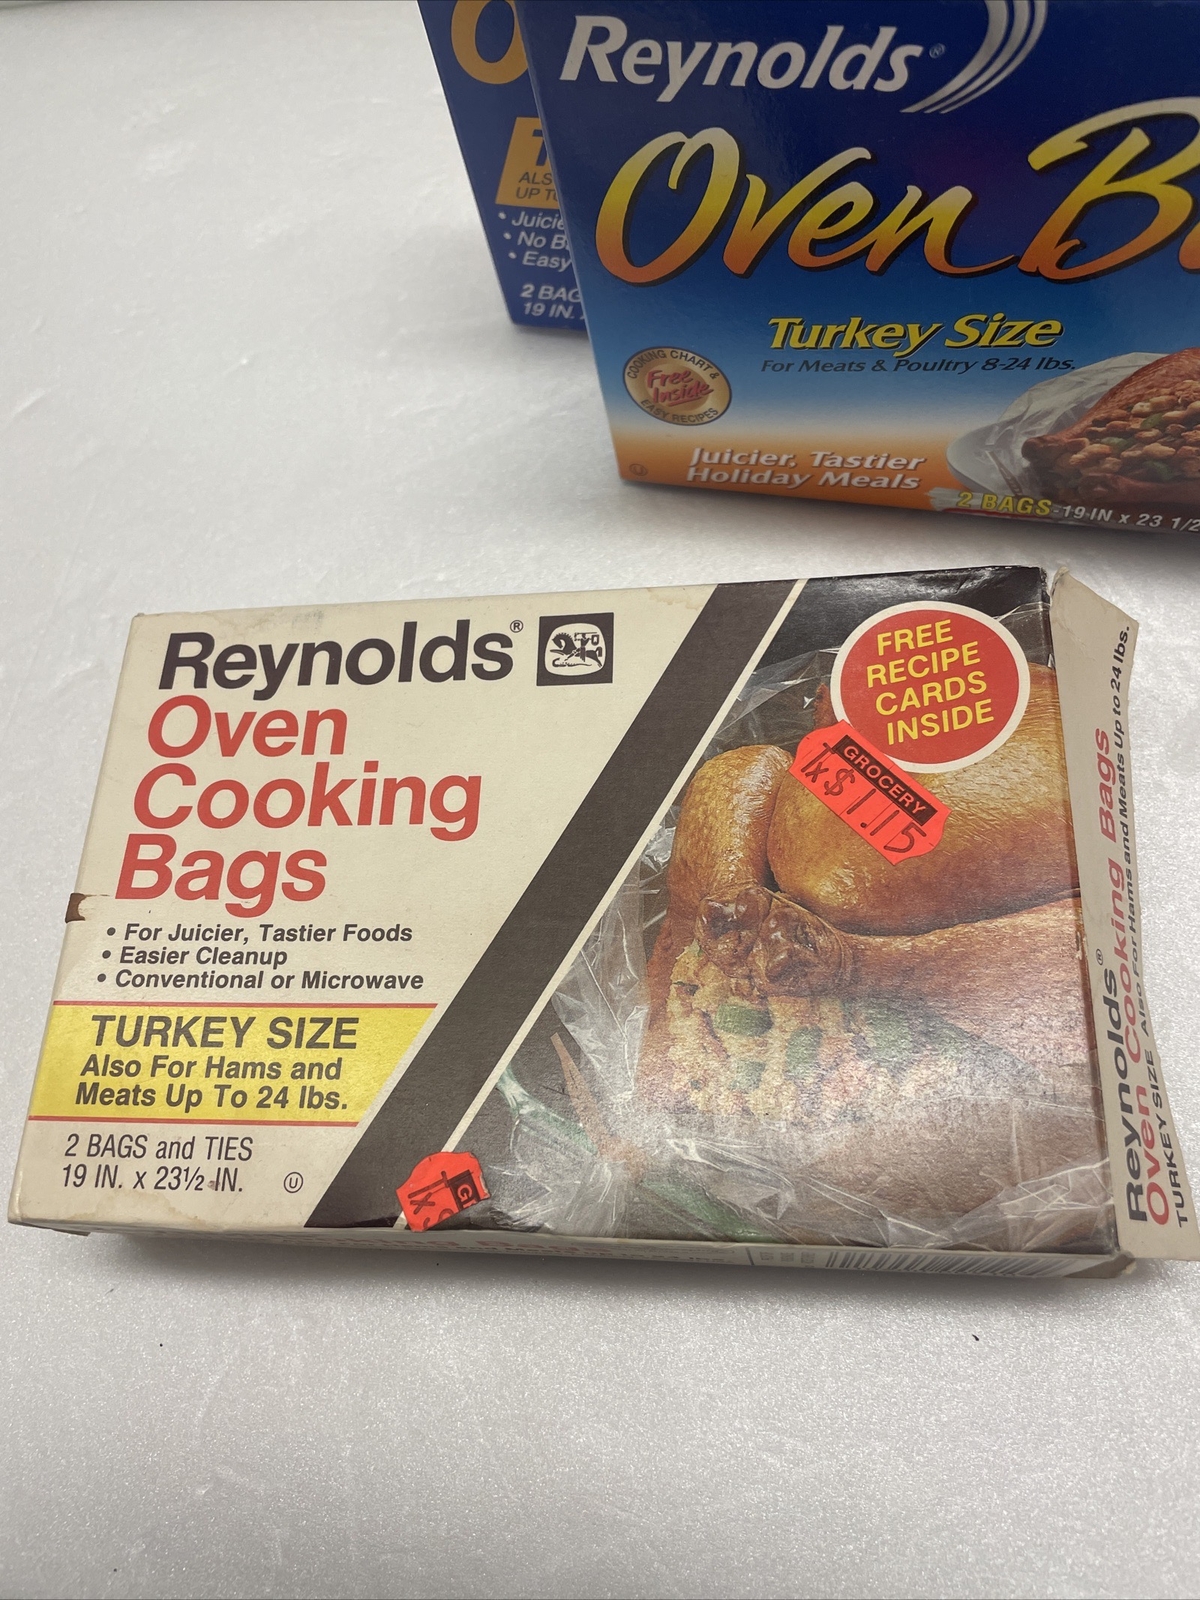 Reynolds®
Oven
Turkey Size
For Meats & Poultry 8-24 lbs.
COOKING CHART &
Free
Inside
EASY RECIPES
Juicier, Tastier
Holiday Meals
2 BAGS-19 IN x 23 1/2
U
• No
• Easy
19 IN.
Reynolds®
Oven
Cooking
Bags
• For Juicier, Tastier Foods
• Easier Cleanup
• Conventional or Microwave
TURKEY SIZE
Also For Hams and
Meats Up To 24 lbs.
2 BAGS and TIES
19 IN. x 23½ IN.
U
FREE
RECIPE
CARDS
INSIDE
GROCERY
Tx $ 1.15
Reynolds®
Oven Cooking Bags
TURKEY SIZE Also For Hams and Meats Up to 24 lbs.